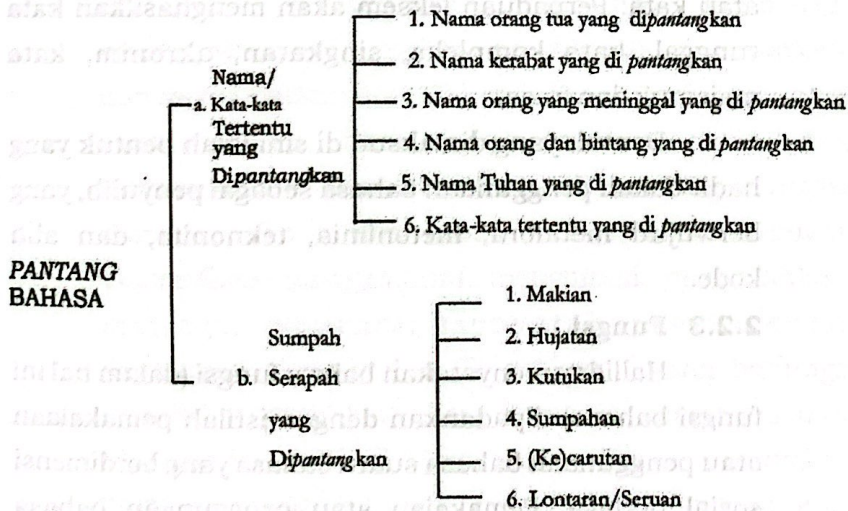 PANTANG
BAHASA
Nama/
a. Kata-kata
Tertentu
yang
Dipantangkan
1. Nama orang tua yang dipantangkan
2. Nama kerabat yang di pantangkan
3. Nama orang yang meninggal yang di pantangkan
4. Nama orang dan bintang yang di pantangkan
5. Nama Tuhan yang di pantangkan
6. Kata-kata tertentu yang di pantangkan
Sumpah
b. Serapah
yang
Dipantangkan
1. Makian
2. Hujatan
3. Kutukan
4. Sumpahan
5. (Ke)carutan
6. Lontaran/Seruan